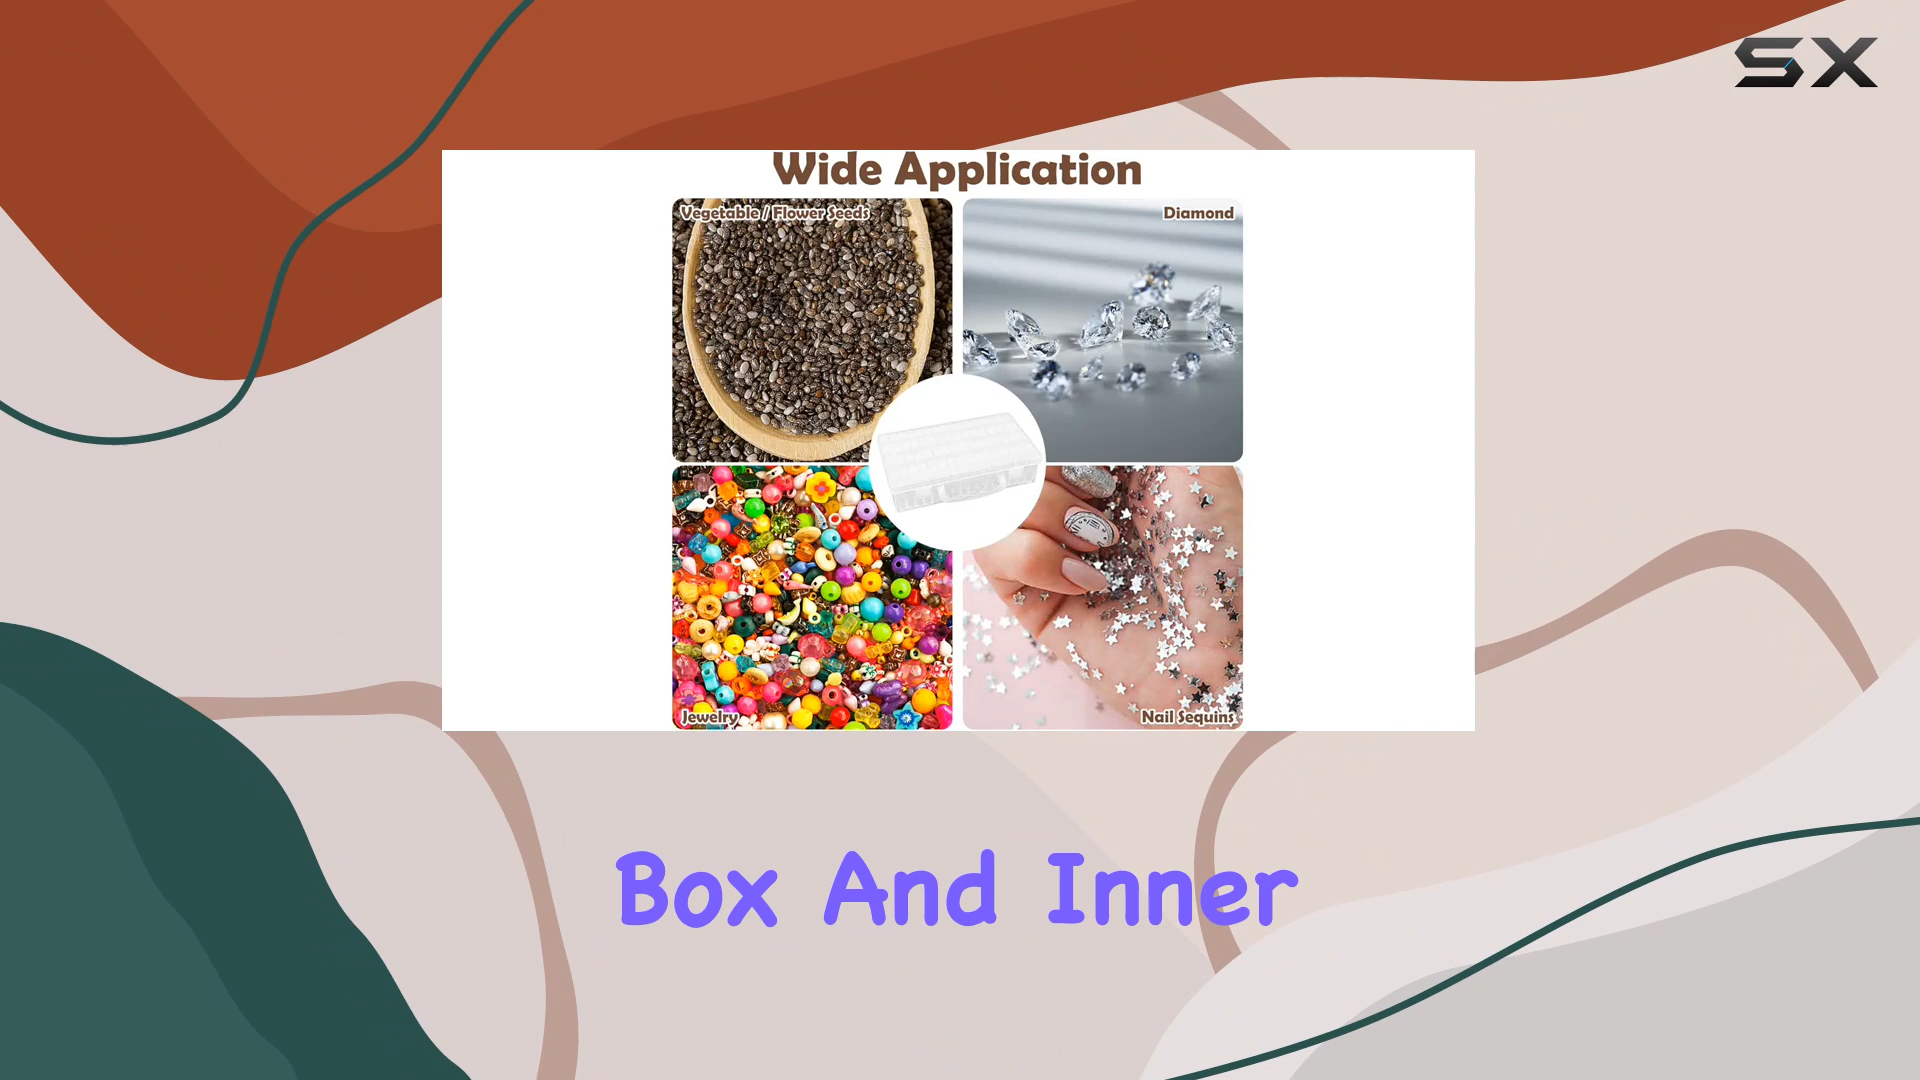 SX
Wide Application
Vegetable / Flower Seeds
Diamond
Jewelry
Nail Sequins
Box And Inner